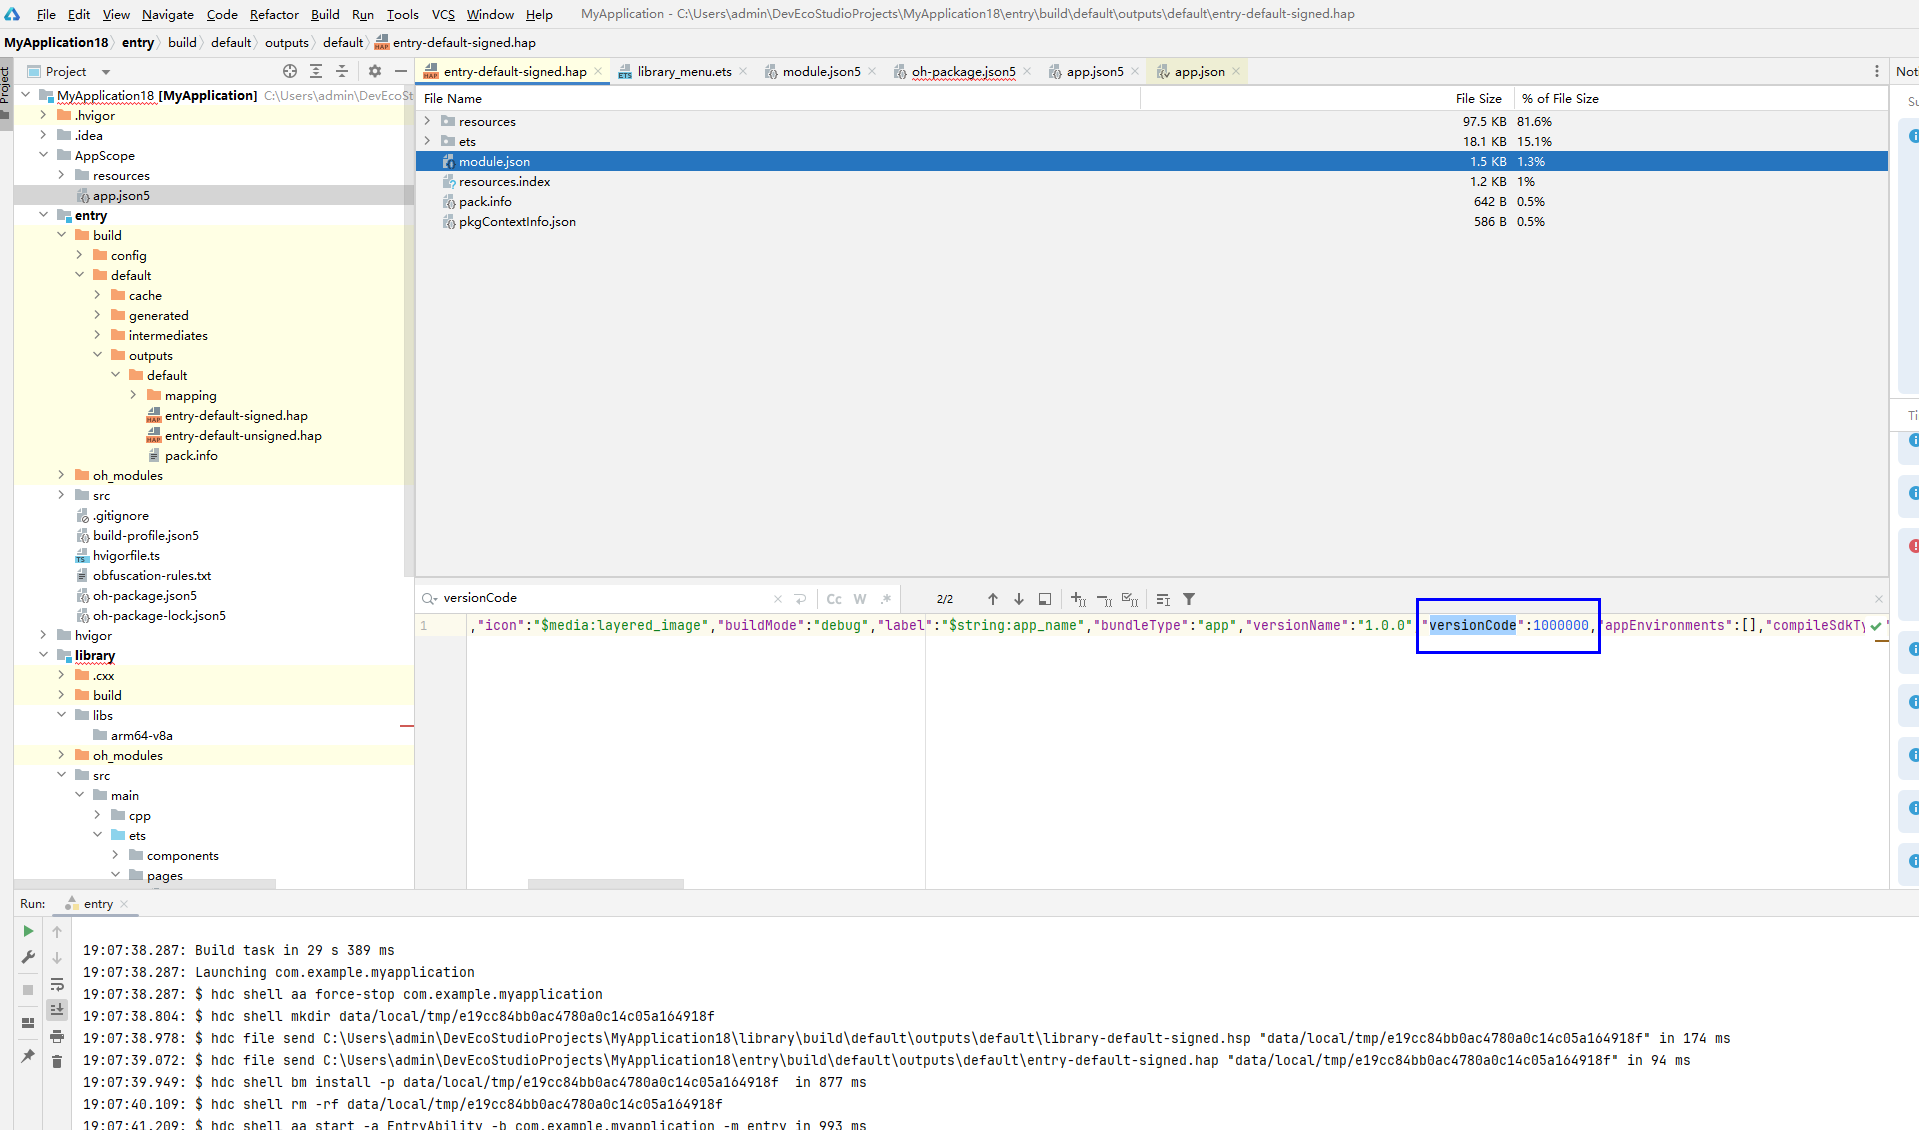 File Edit View Navigate Code Refactor Build Run Tools VCS Window Help MyApplication - C:\Users\admin\DevEcoStudioProjects\MyApplication18\entry\build\default\outputs\default\entry-default-signed.hap
MyApplication18 entry build default outputs default entry-default-signed.hap
Project
Project
MyApplication18 [MyApplication] C:\Users\admin\DevEcoSt
.hvigor
.idea
AppScope
resources
app.json5
entry
build
config
default
cache
generated
intermediates
outputs
default
mapping
entry-default-signed.hap
entry-default-unsigned.hap
pack.info
oh_modules
src
.gitignore
build-profile.json5
hvigorfile.ts
obfuscation-rules.txt
oh-package.json5
oh-package-lock.json5
hvigor
library
.cxx
build
libs
arm64-v8a
oh_modules
src
main
cpp
ets
components
pages
entry-default-signed.hap library_menu.ets module.json5 oh-package.json5 app.json5 app.json
Noti
File Name File Size % of File Size
resources 97.5 KB 81.6%
ets 18.1 KB 15.1%
module.json 1.5 KB 1.3%
resources.index 1.2 KB 1%
pack.info 642 B 0.5%
pkgContextInfo.json 586 B 0.5%
Su
Ti
versionCode Cc W .* 2/2
1 ,"icon":"$media:layered_image","buildMode":"debug","label":"$string:app_name","bundleType":"app","versionName":"1.0.0","versionCode":1000000,"appEnvironments":[],"compileSdkTy
Run: entry
19:07:38.287: Build task in 29 s 389 ms
19:07:38.287: Launching com.example.myapplication
19:07:38.287: $ hdc shell aa force-stop com.example.myapplication
19:07:38.804: $ hdc shell mkdir data/local/tmp/e19cc84bb0ac4780a0c14c05a164918f
19:07:38.978: $ hdc file send C:\Users\admin\DevEcoStudioProjects\MyApplication18\library\build\default\outputs\default\library-default-signed.hsp "data/local/tmp/e19cc84bb0ac4780a0c14c05a164918f" in 174 ms
19:07:39.072: $ hdc file send C:\Users\admin\DevEcoStudioProjects\MyApplication18\entry\build\default\outputs\default\entry-default-signed.hap "data/local/tmp/e19cc84bb0ac4780a0c14c05a164918f" in 94 ms
19:07:39.949: $ hdc shell bm install -p data/local/tmp/e19cc84bb0ac4780a0c14c05a164918f in 877 ms
19:07:40.109: $ hdc shell rm -rf data/local/tmp/e19cc84bb0ac4780a0c14c05a164918f
19:07:41.209: $ hdc shell aa start -a EntryAbility -b com.example.myapplication -m entry in 993 ms